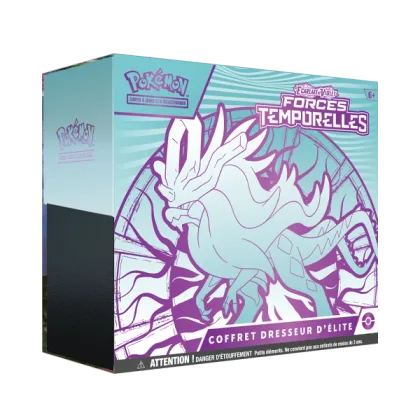 POKÉMON
ÉCARLATE ET VIOLET
FORCES
TEMPORELLES
6+
POKÉMON
COFFRET DRESSEUR D'ÉLITE
ATTENTION ! DANGER D'ÉTOUFFEMENT Petits éléments. Ne convient pas aux enfants de moins de 3 ans.